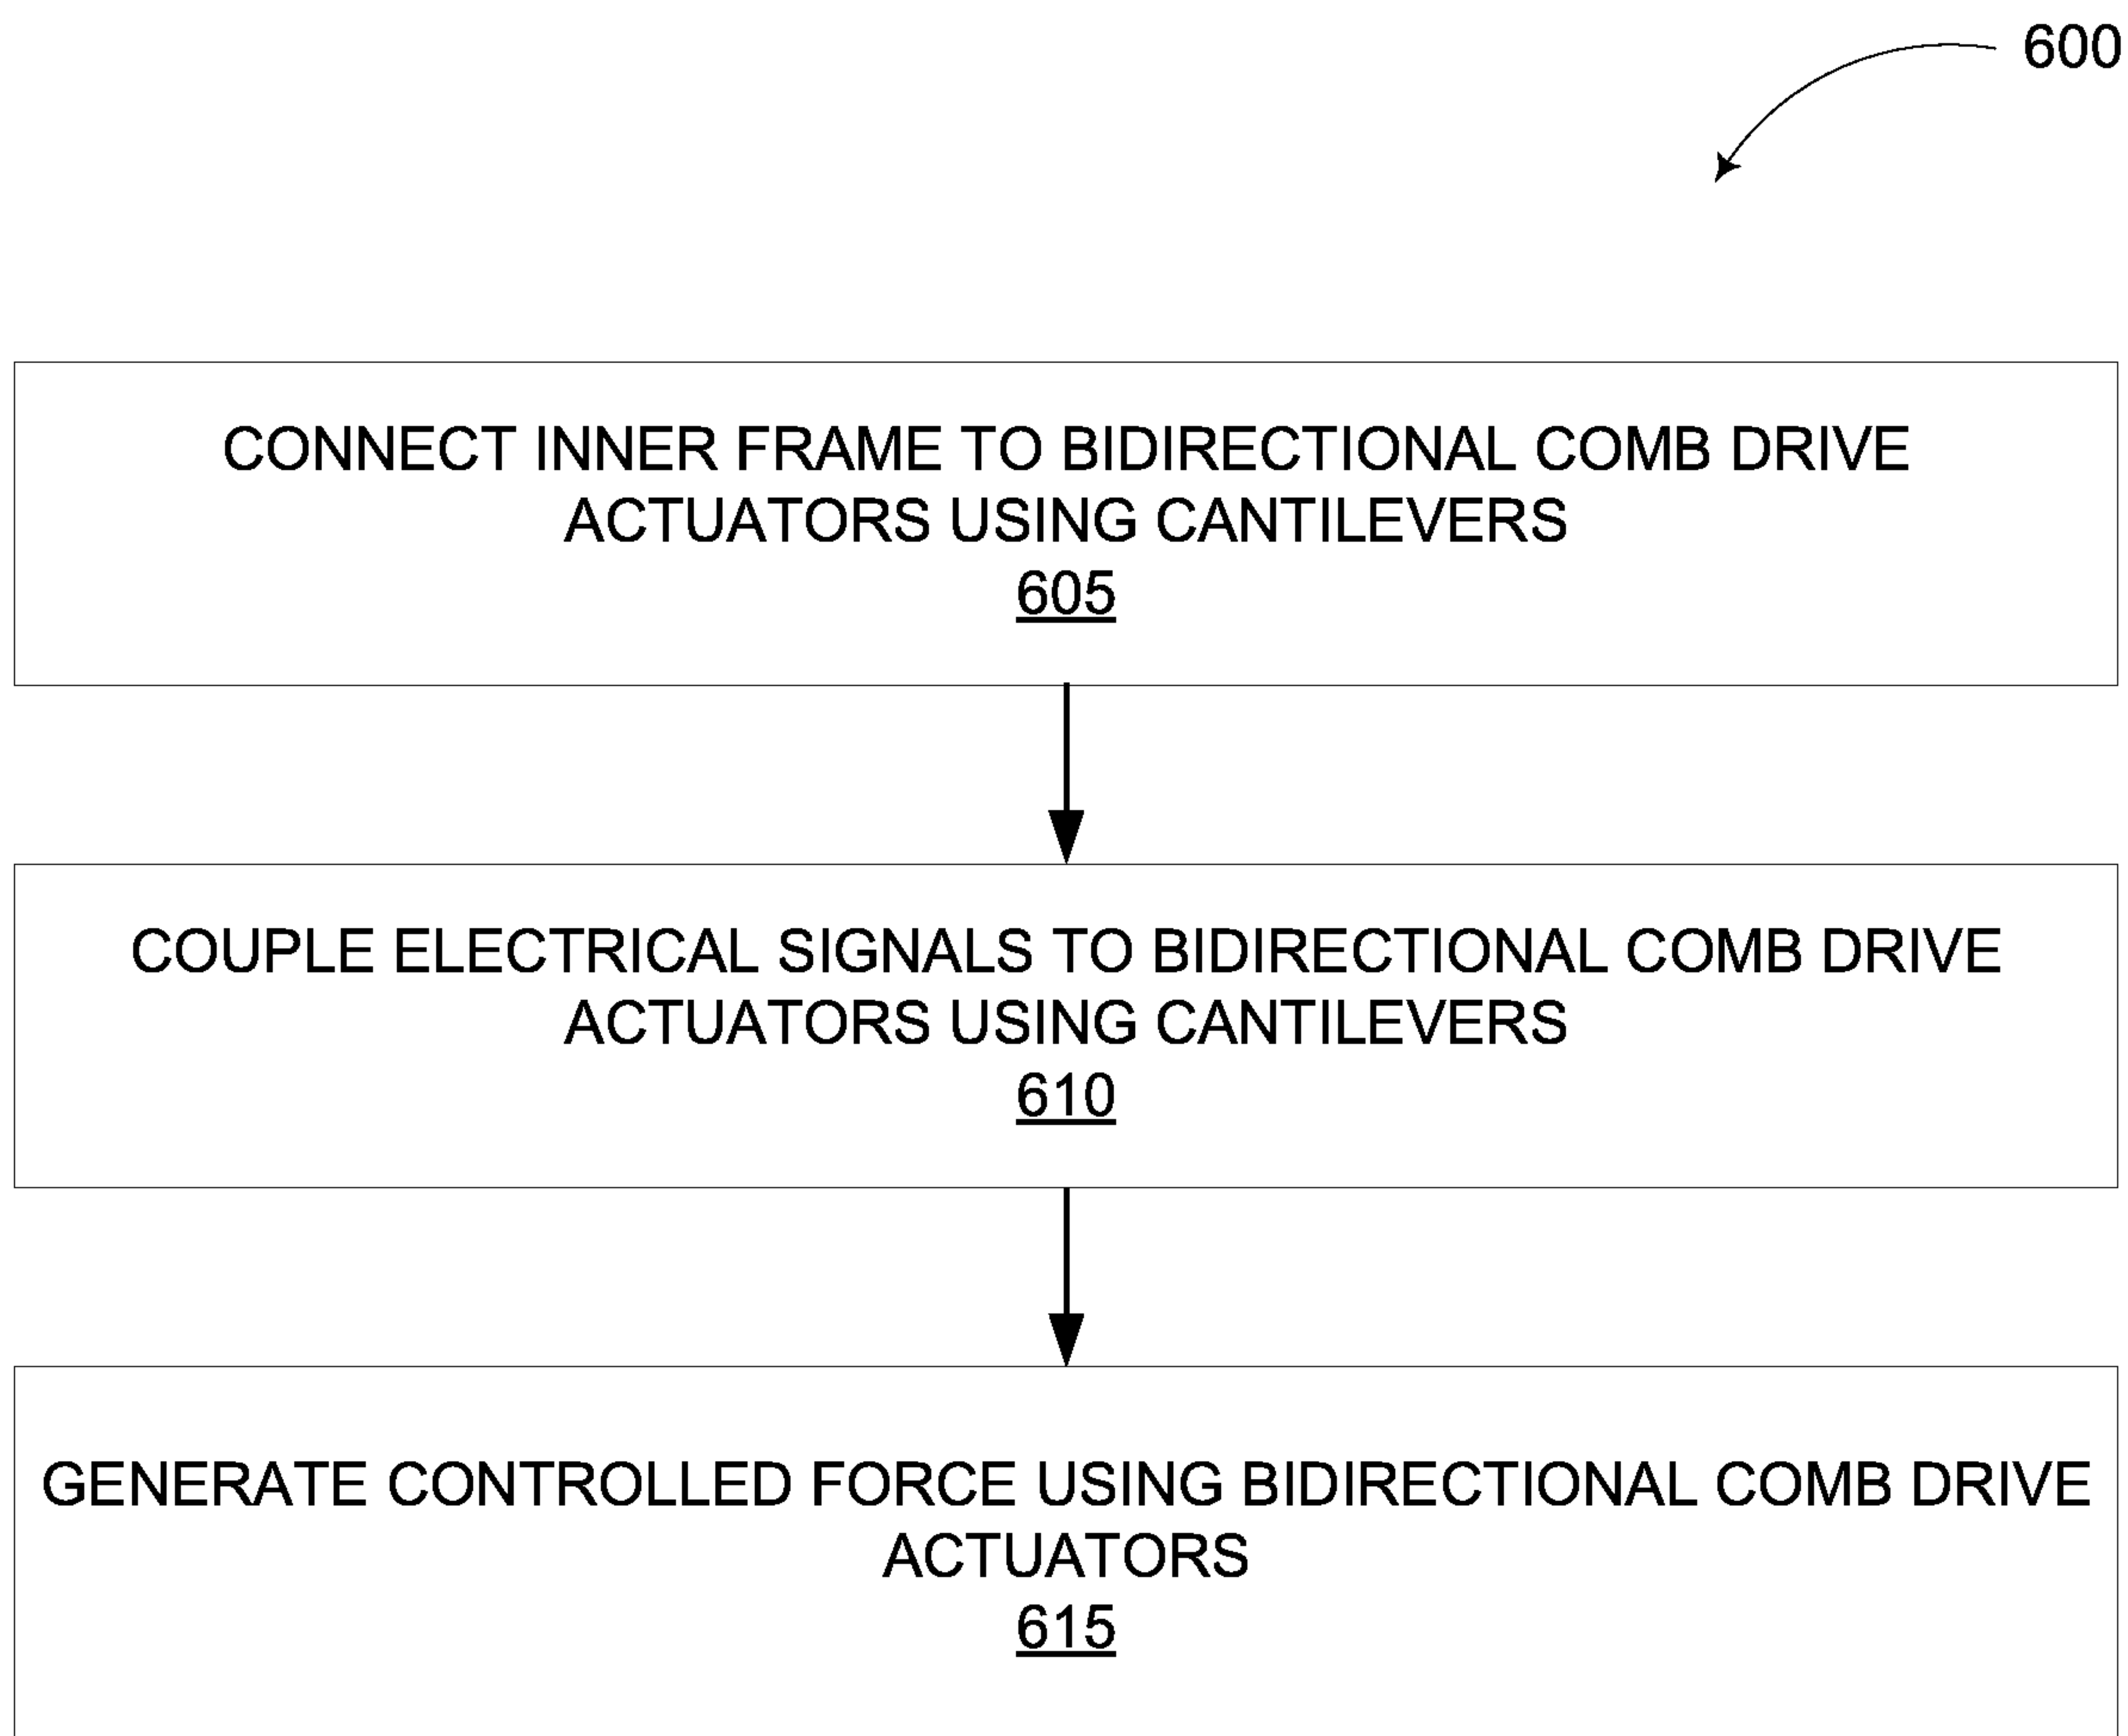 600
CONNECT INNER FRAME TO BIDIRECTIONAL COMB DRIVE
ACTUATORS USING CANTILEVERS
605
COUPLE ELECTRICAL SIGNALS TO BIDIRECTIONAL COMB DRIVE
ACTUATORS USING CANTILEVERS
610
GENERATE CONTROLLED FORCE USING BIDIRECTIONAL COMB DRIVE
ACTUATORS
615